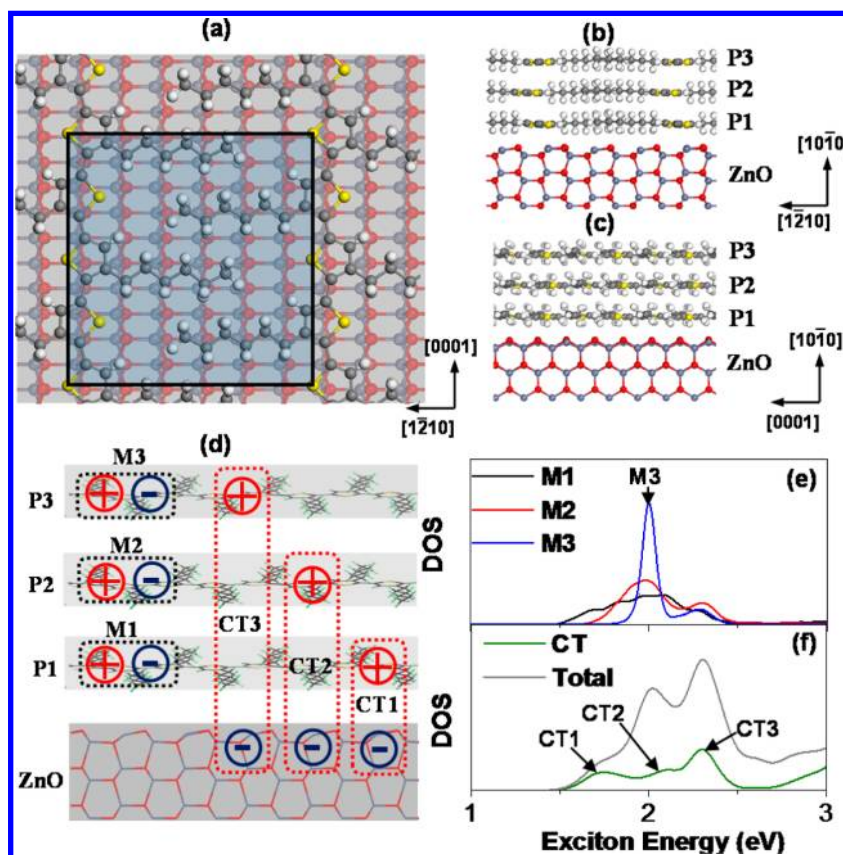 (a)
[0001]
[12̄10]
(b)
P3
P2
P1
ZnO
[101̄0]
[12̄10]
(c)
P3
P2
P1
ZnO
[101̄0]
[0001]
(d)
M3
P3
M2
P2
M1
P1
CT3
CT2
CT1
ZnO
M1
M2
M3
M3
(e)
DOS
CT
Total
(f)
CT1
CT2
CT3
DOS
1 2 3
Exciton Energy (eV)